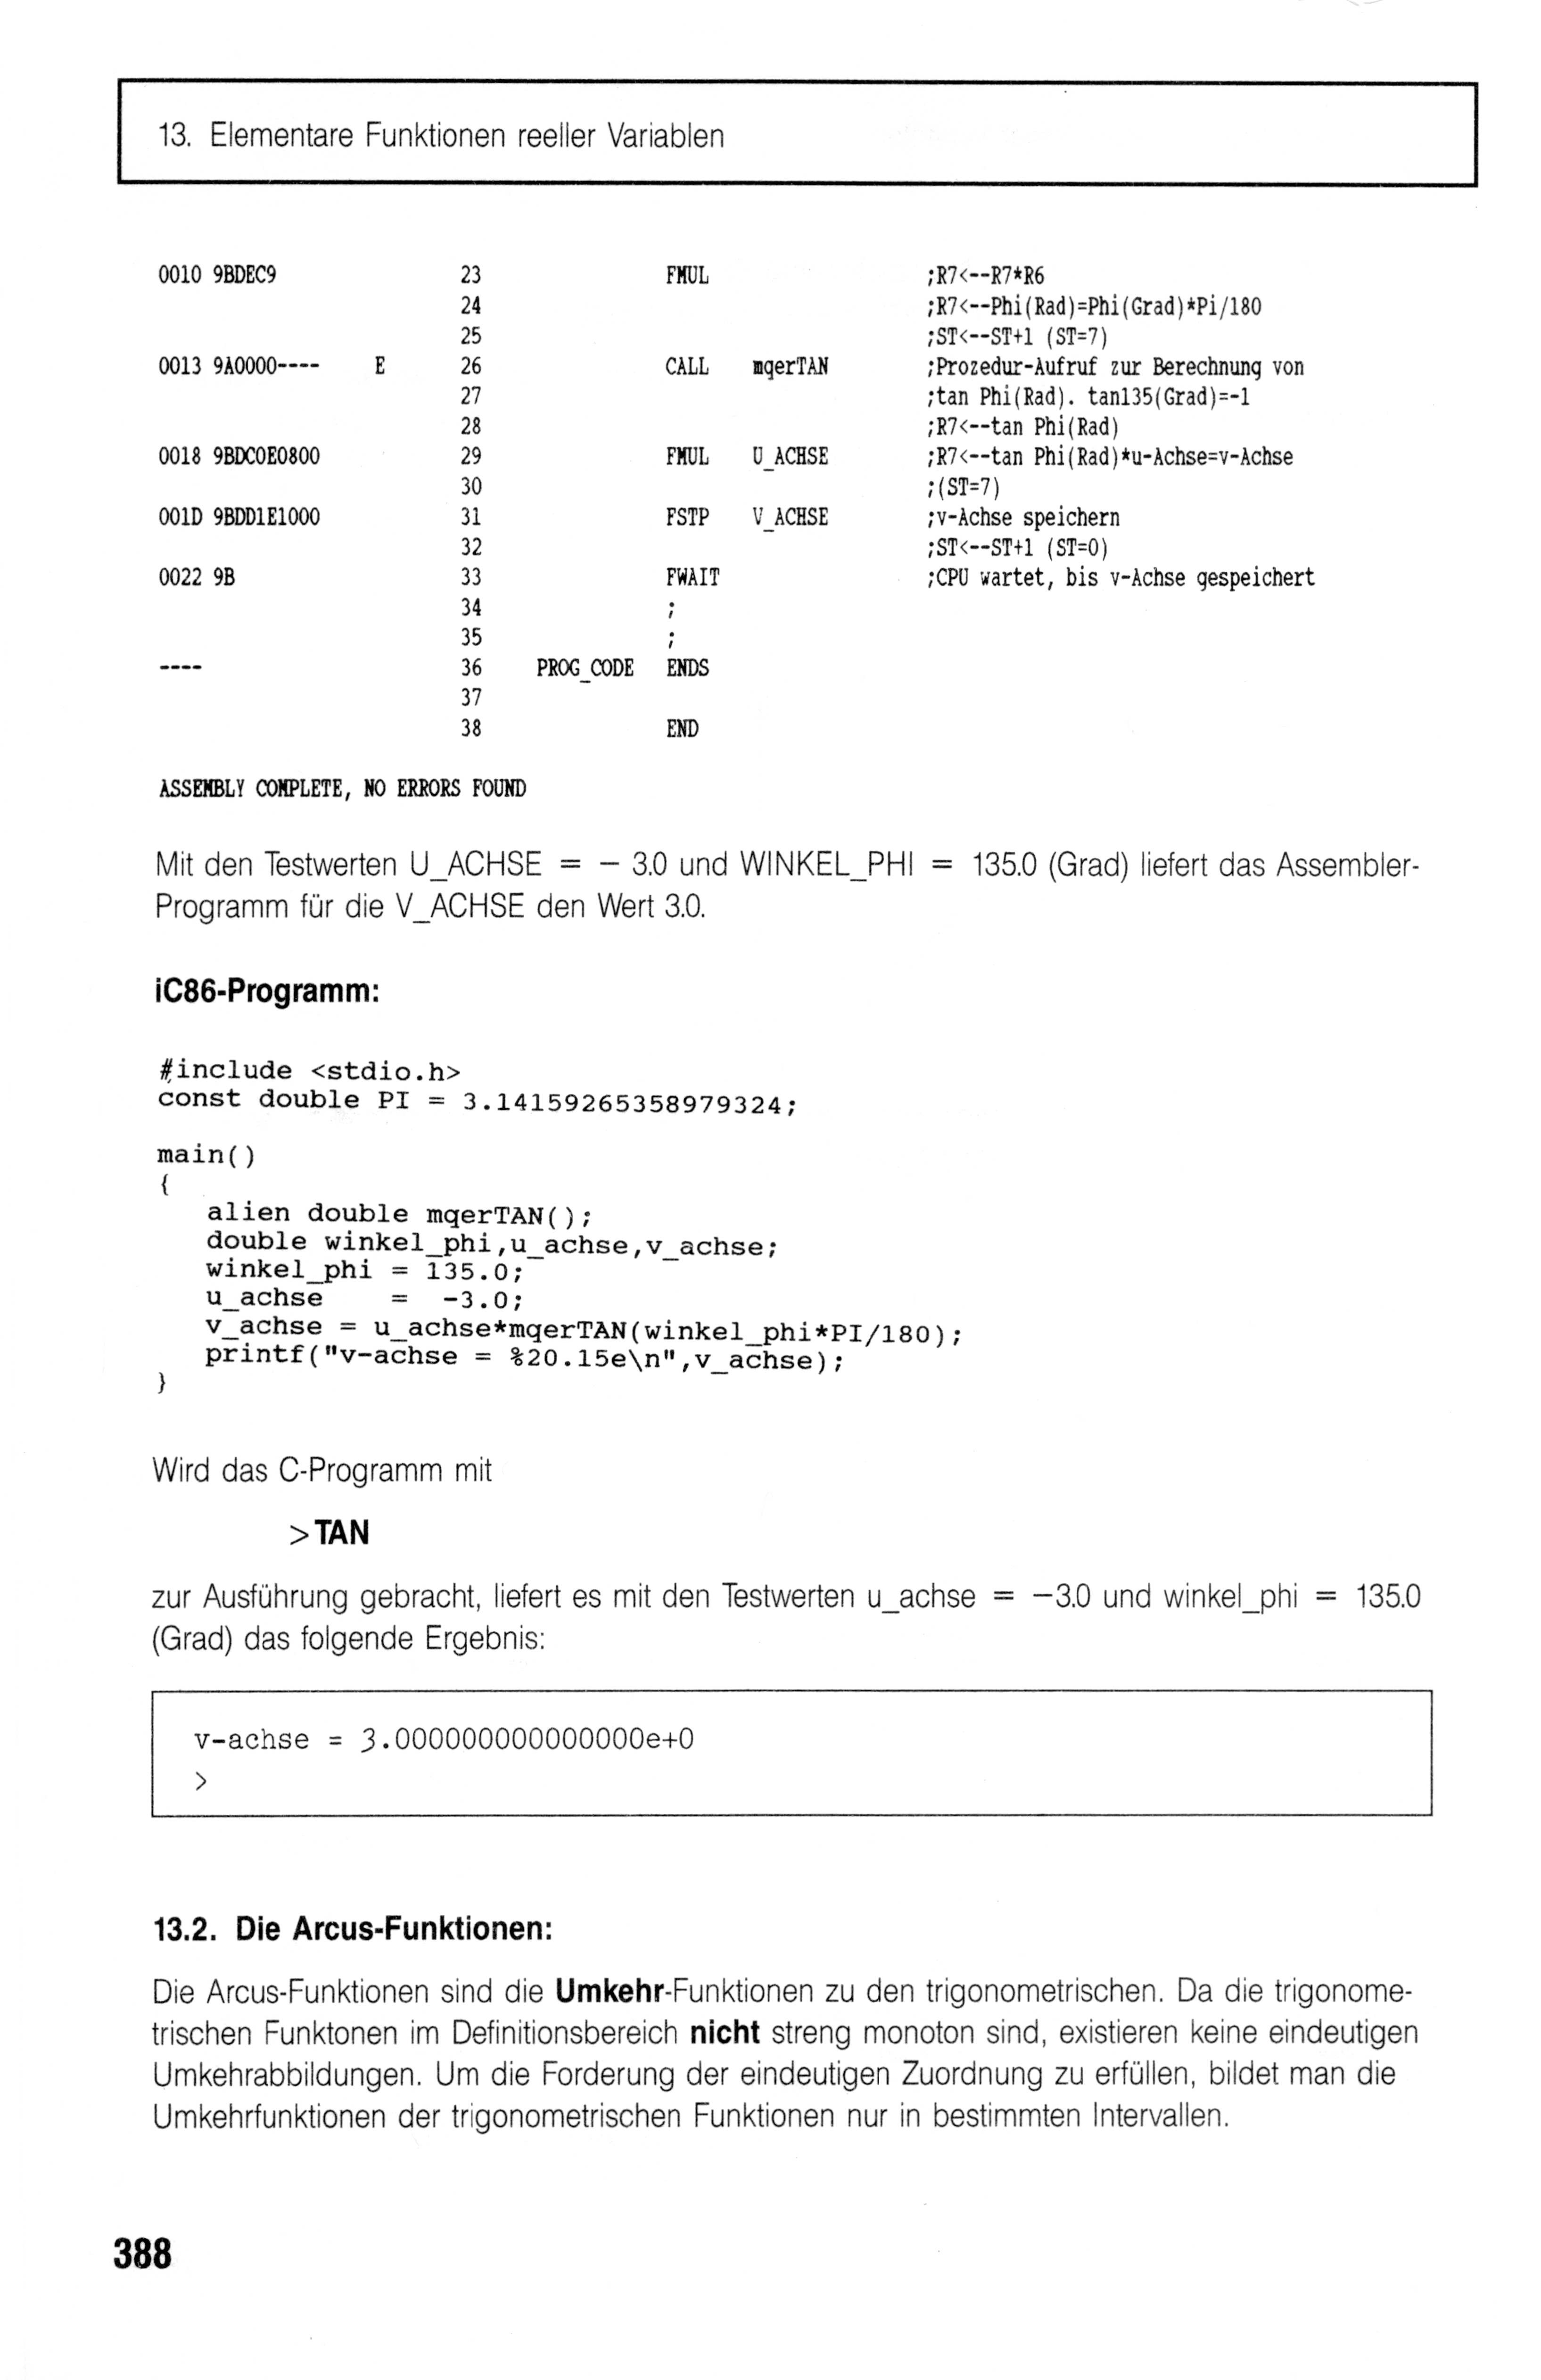 13. Elementare Funktionen reeller Variablen
0010 9BDEC9 23 FMUL ;R7<--R7*R6
24 ;R7<--Phi(Rad)=Phi(Grad)*Pi/180
25 ;ST<--ST+1 (ST=7)
0013 9A0000---- E 26 CALL mqerTAN ;Prozedur-Aufruf zur Berechnung von
27 ;tan Phi(Rad). tan135(Grad)=-1
28 ;R7<--tan Phi(Rad)
0018 9BDC0E0800 29 FMUL U_ACHSE ;R7<--tan Phi(Rad)*u-Achse=v-Achse
30 ;(ST=7)
001D 9BDD1E1000 31 FSTP V_ACHSE ;v-Achse speichern
32 ;ST<--ST+1 (ST=0)
0022 9B 33 FWAIT ;CPU wartet, bis v-Achse gespeichert
34 ;
35 ;
---- 36 PROG_CODE ENDS
37
38 END
ASSEMBLY COMPLETE, NO ERRORS FOUND
Mit den Testwerten U_ACHSE = − 3.0 und WINKEL_PHI = 135.0 (Grad) liefert das Assembler-
Programm für die V_ACHSE den Wert 3.0.
iC86-Programm:
#include <stdio.h>
const double PI = 3.14159265358979324;
main()
{
alien double mqerTAN();
double winkel_phi,u_achse,v_achse;
winkel_phi = 135.0;
u_achse = -3.0;
v_achse = u_achse*mqerTAN(winkel_phi*PI/180);
printf("v-achse = %20.15e\n",v_achse);
}
Wird das C-Programm mit
>TAN
zur Ausführung gebracht, liefert es mit den Testwerten u_achse = −3.0 und winkel_phi = 135.0
(Grad) das folgende Ergebnis:
v-achse = 3.000000000000000e+0
>
13.2. Die Arcus-Funktionen:
Die Arcus-Funktionen sind die Umkehr-Funktionen zu den trigonometrischen. Da die trigonome-
trischen Funktonen im Definitionsbereich nicht streng monoton sind, existieren keine eindeutigen
Umkehrabbildungen. Um die Forderung der eindeutigen Zuordnung zu erfüllen, bildet man die
Umkehrfunktionen der trigonometrischen Funktionen nur in bestimmten Intervallen.
388